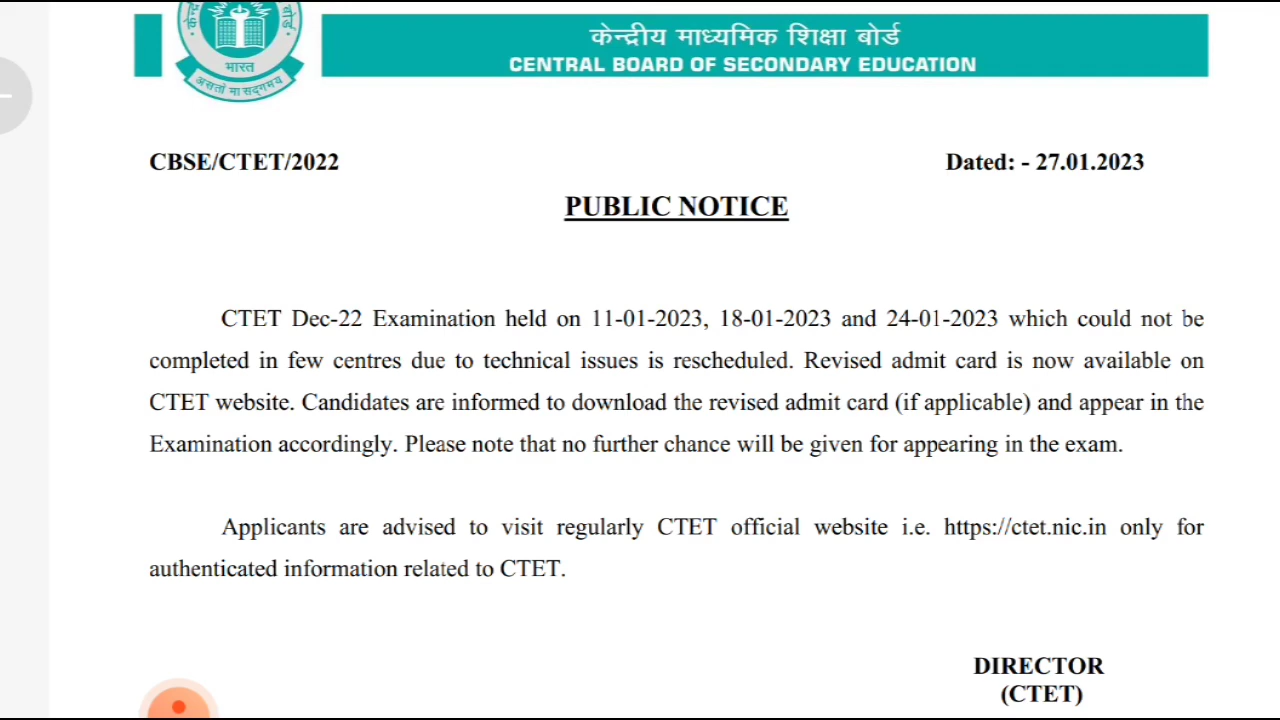 केन्द्रीय माध्यमिक शिक्षा बोर्ड
CENTRAL BOARD OF SECONDARY EDUCATION
भारत
असतो मा सद्गमय
CBSE/CTET/2022
Dated: - 27.01.2023
PUBLIC NOTICE
CTET Dec-22 Examination held on 11-01-2023, 18-01-2023 and 24-01-2023 which could not be
completed in few centres due to technical issues is rescheduled. Revised admit card is now available on
CTET website. Candidates are informed to download the revised admit card (if applicable) and appear in the
Examination accordingly. Please note that no further chance will be given for appearing in the exam.
Applicants are advised to visit regularly CTET official website i.e. https://ctet.nic.in only for
authenticated information related to CTET.
DIRECTOR
(CTET)